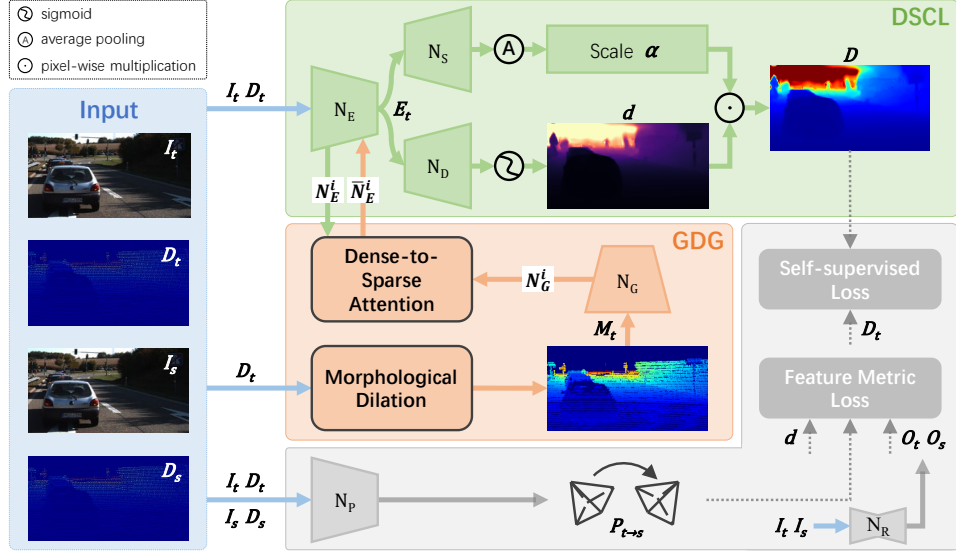 sigmoid
A average pooling
pixel-wise multiplication
Input
I_t
D_t
I_s
D_s
DSCL
I_t D_t
N_E
E_t
N_S
A
Scale α
N_D
d
D
N_E^i
N̅_E^i
GDG
Dense-to-
Sparse
Attention
N_G^i
N_G
M_t
D_t
Morphological
Dilation
Self-supervised
Loss
D_t
Feature Metric
Loss
d
O_t O_s
I_t D_t
I_s D_s
N_P
P_{t→s}
I_t I_s
N_R